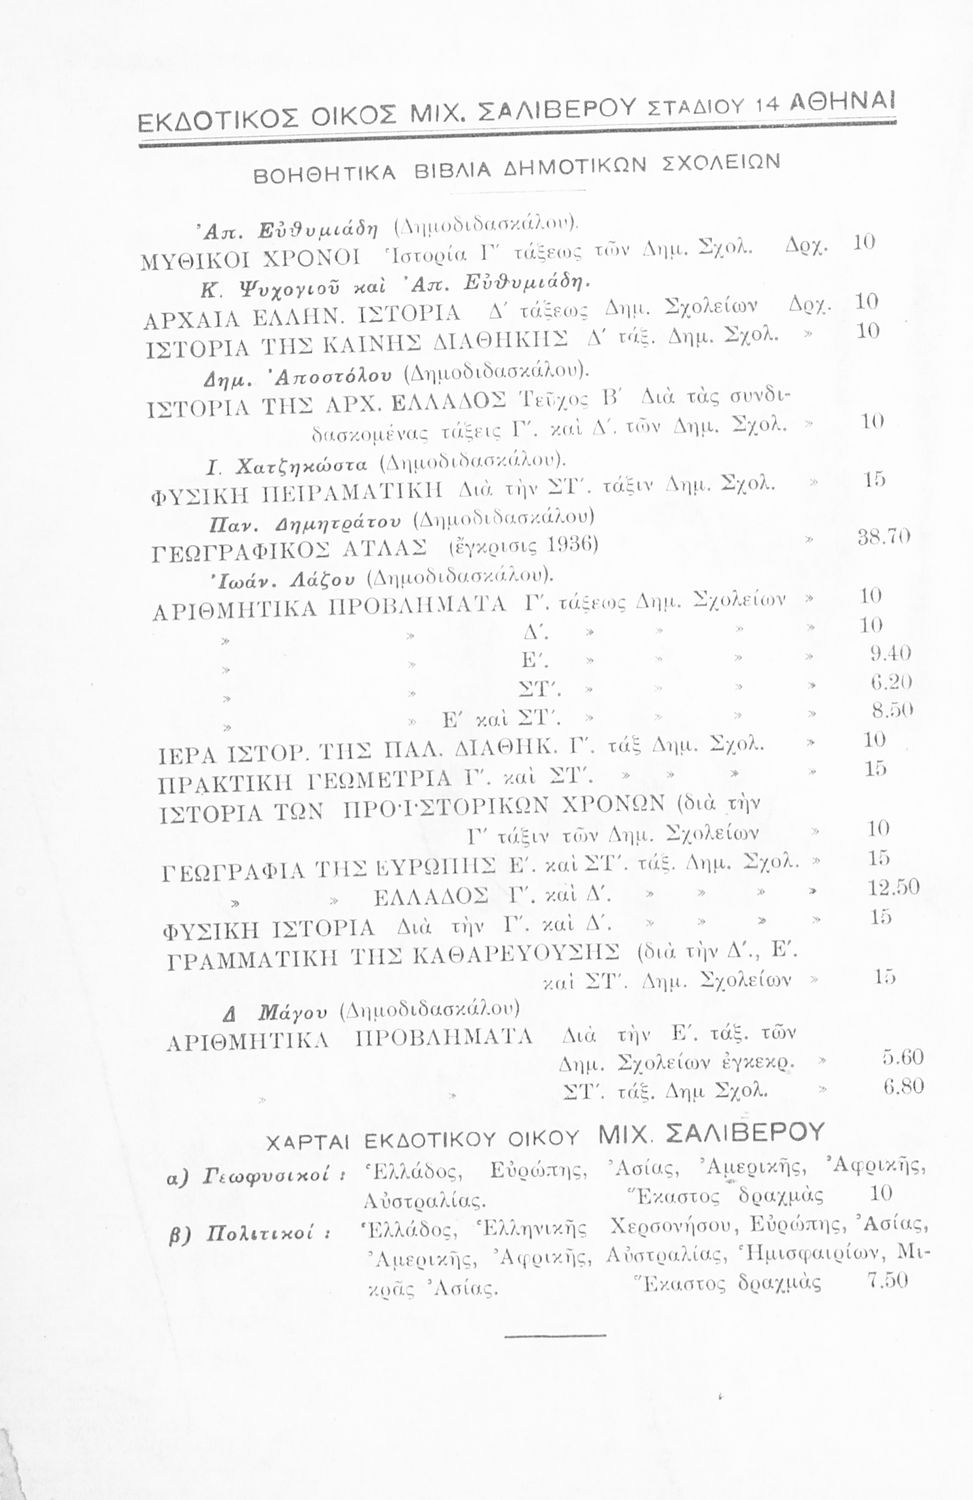 ΕΚΔΟΤΙΚΟΣ ΟΙΚΟΣ ΜΙΧ. ΣΑΛΙΒΕΡΟΥ ΣΤΑΔΙΟΥ 14 ΑΘΗΝΑΙ
ΒΟΗΘΗΤΙΚΑ ΒΙΒΛΙΑ ΔΗΜΟΤΙΚΩΝ ΣΧΟΛΕΙΩΝ
Ἀπ. Εὐθυμιάδη (Δημοδιδασκάλου).
ΜΥΘΙΚΟΙ ΧΡΟΝΟΙ Ἱστορία Γ΄ τάξεως τῶν Δημ. Σχολ. Δρχ. 10
Κ. Ψυχογιοῦ καὶ Ἀπ. Εὐθυμιάδη.
ΑΡΧΑΙΑ ΕΛΛΗΝ. ΙΣΤΟΡΙΑ Δ΄ τάξεως Δημ. Σχολείων Δρχ. 10
ΙΣΤΟΡΙΑ ΤΗΣ ΚΑΙΝΗΣ ΔΙΑΘΗΚΗΣ Δ΄ τάξ. Δημ. Σχολ. » 10
Δημ. Ἀποστόλου (Δημοδιδασκάλου).
ΙΣΤΟΡΙΑ ΤΗΣ ΑΡΧ. ΕΛΛΑΔΟΣ Τεῦχος Β΄ Διὰ τὰς συνδι-
δασκομένας τάξεις Γ΄. καὶ Δ΄. τῶν Δημ. Σχολ. » 10
Ι. Χατζηκώστα (Δημοδιδασκάλου).
ΦΥΣΙΚΗ ΠΕΙΡΑΜΑΤΙΚΗ Διὰ τὴν ΣΤ΄. τάξιν Δημ. Σχολ. » 15
Παν. Δημητράτου (Δημοδιδασκάλου)
ΓΕΩΓΡΑΦΙΚΟΣ ΑΤΛΑΣ (ἔγκρισις 1936) » 38.70
Ἰωάν. Λάζου (Δημοδιδασκάλου).
ΑΡΙΘΜΗΤΙΚΑ ΠΡΟΒΛΗΜΑΤΑ Γ΄. τάξεως Δημ. Σχολείων » 10
» » Δ΄. » » » » 10
» » Ε΄. » » » » 9.40
» » ΣΤ΄. » » » » 6.20
» » Ε΄ καὶ ΣΤ΄. » » » » 8.50
ΙΕΡΑ ΙΣΤΟΡ. ΤΗΣ ΠΑΛ. ΔΙΑΘΗΚ. Γ΄. τάξ Δημ. Σχολ. » 10
ΠΡΑΚΤΙΚΗ ΓΕΩΜΕΤΡΙΑ Γ΄. καὶ ΣΤ΄. » » » » 15
ΙΣΤΟΡΙΑ ΤΩΝ ΠΡΟ·Ι·ΣΤΟΡΙΚΩΝ ΧΡΟΝΩΝ (διὰ τὴν
Γ΄ τάξιν τῶν Δημ. Σχολείων » 10
ΓΕΩΓΡΑΦΙΑ ΤΗΣ ΕΥΡΩΠΗΣ Ε΄. καὶ ΣΤ΄. τάξ. Δημ. Σχολ. » 15
» » ΕΛΛΑΔΟΣ Γ΄. καὶ Δ΄. » » » » 12.50
ΦΥΣΙΚΗ ΙΣΤΟΡΙΑ Διὰ τὴν Γ΄. καὶ Δ΄. » » » » 15
ΓΡΑΜΜΑΤΙΚΗ ΤΗΣ ΚΑΘΑΡΕΥΟΥΣΗΣ (διὰ τὴν Δ΄., Ε΄.
καὶ ΣΤ΄. Δημ. Σχολείων » 15
Δ Μάγου (Δημοδιδασκάλου)
ΑΡΙΘΜΗΤΙΚΑ ΠΡΟΒΛΗΜΑΤΑ Διὰ τὴν Ε΄. τάξ. τῶν
Δημ. Σχολείων ἐγκεκρ. » 5.60
» » ΣΤ΄. τάξ. Δημ Σχολ. » 6.80
ΧΑΡΤΑΙ ΕΚΔΟΤΙΚΟΥ ΟΙΚΟΥ ΜΙΧ. ΣΑΛΙΒΕΡΟΥ
α) Γεωφυσικοί : Ἑλλάδος, Εὐρώπης, Ἀσίας, Ἀμερικῆς, Ἀφρικῆς,
Αὐστραλίας. Ἕκαστος δραχμὰς 10
β) Πολιτικοί : Ἑλλάδος, Ἑλληνικῆς Χερσονήσου, Εὐρώπης, Ἀσίας,
Ἀμερικῆς, Ἀφρικῆς, Αὐστραλίας, Ἡμισφαιρίων, Μι-
κρᾶς Ἀσίας. Ἕκαστος δραχμὰς 7.50